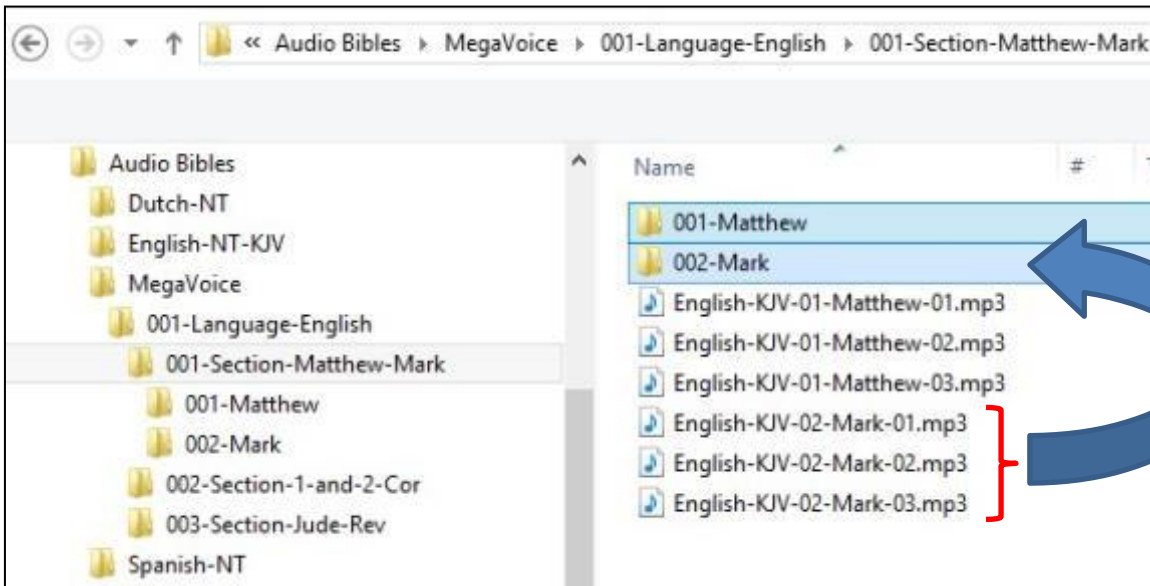 « Audio Bibles ▸ MegaVoice ▸ 001-Language-English ▸ 001-Section-Matthew-Mark
Audio Bibles
Dutch-NT
English-NT-KJV
MegaVoice
001-Language-English
001-Section-Matthew-Mark
001-Matthew
002-Mark
002-Section-1-and-2-Cor
003-Section-Jude-Rev
Spanish-NT
Name #
001-Matthew
002-Mark
English-KJV-01-Matthew-01.mp3
English-KJV-01-Matthew-02.mp3
English-KJV-01-Matthew-03.mp3
English-KJV-02-Mark-01.mp3
English-KJV-02-Mark-02.mp3
English-KJV-02-Mark-03.mp3